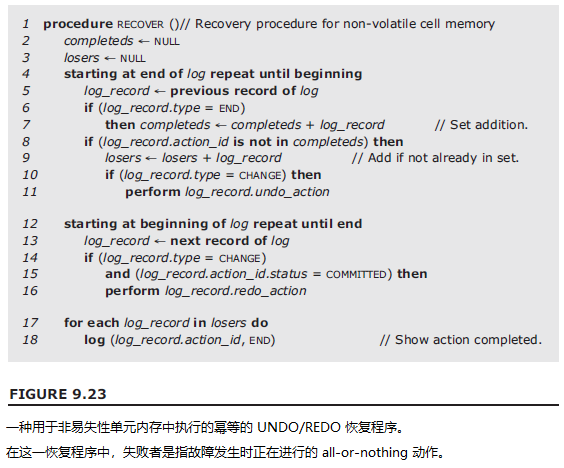 1 procedure RECOVER ()// Recovery procedure for non-volatile cell memory
2 completeds ← NULL
3 losers ← NULL
4 starting at end of log repeat until beginning
5 log_record ← previous record of log
6 if (log_record.type = END)
7 then completeds ← completeds + log_record // Set addition.
8 if (log_record.action_id is not in completeds) then
9 losers ← losers + log_record // Add if not already in set.
10 if (log_record.type = CHANGE) then
11 perform log_record.undo_action
12 starting at beginning of log repeat until end
13 log_record ← next record of log
14 if (log_record.type = CHANGE)
15 and (log_record.action_id.status = COMMITTED) then
16 perform log_record.redo_action
17 for each log_record in losers do
18 log (log_record.action_id, END) // Show action completed.
FIGURE 9.23
一种用于非易失性单元内存中执行的幂等的 UNDO/REDO 恢复程序。
在这一恢复程序中，失败者是指故障发生时正在进行的 all-or-nothing 动作。